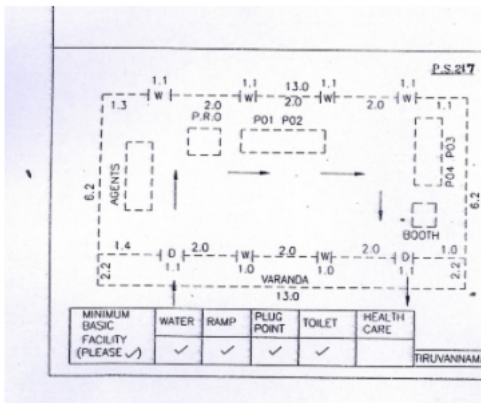 P.S.217
1.1 1.1 13.0 1.1 1.1
W W W W
1.3 2.0 2.0 2.0 1.1
P.R.O P01 P02
P04 P03
AGENTS
6.2 6.2
BOOTH
1.4 D 2.0 W 2.0 W 2.0 D 1.0
2.2 1.1 1.0 1.0 1.1 2.2
VARANDA
13.0
MINIMUM BASIC FACILITY (PLEASE ✓) WATER RAMP PLUG POINT TOILET HEALTH CARE
✓ ✓ ✓ ✓
TIRUVANNAM